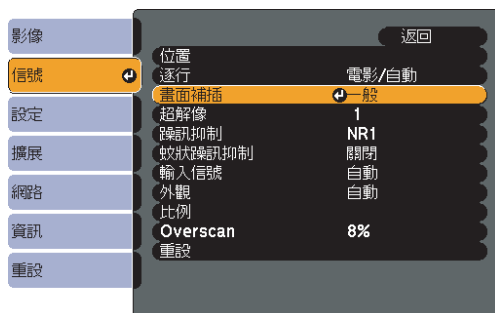 影像
信號
設定
擴展
網路
資訊
重設
返回
位置
逐行 電影/自動
畫面補插 一般
超解像 1
躁訊抑制 NR1
蚊狀躁訊抑制 關閉
輸入信號 自動
外觀 自動
比例
Overscan 8%
重設